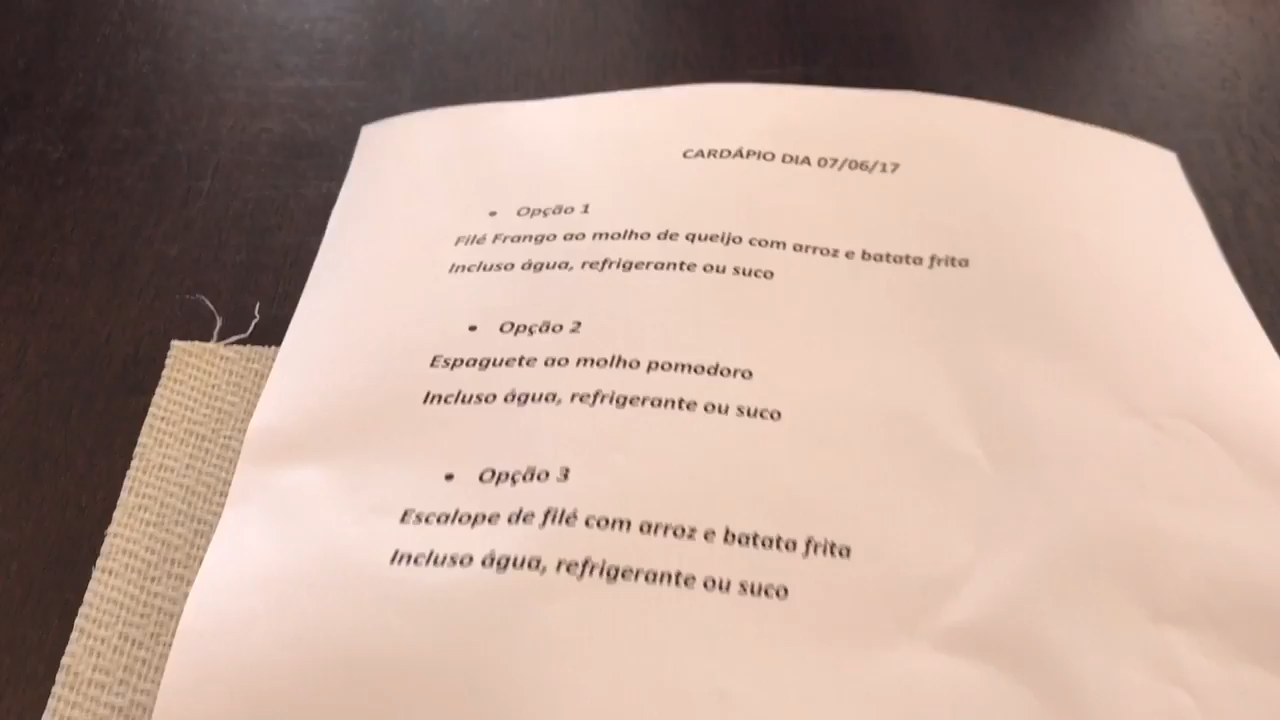 CARDÁPIO DIA 07/06/17
• Opção 1
Filé Frango ao molho de queijo com arroz e batata frita
Incluso água, refrigerante ou suco
• Opção 2
Espaguete ao molho pomodoro
Incluso água, refrigerante ou suco
• Opção 3
Escalope de filé com arroz e batata frita
Incluso água, refrigerante ou suco